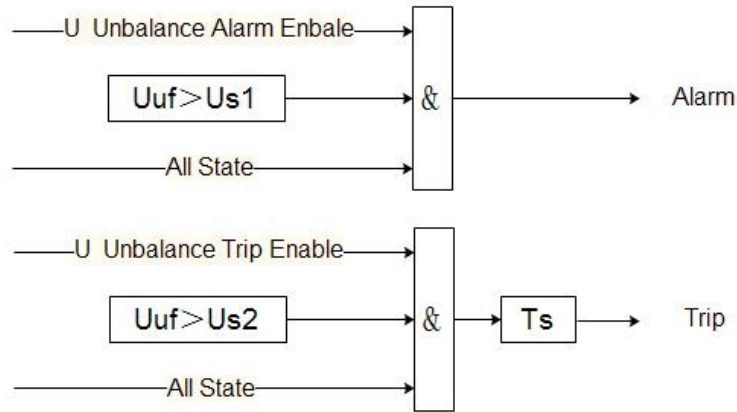 U Unbalance Alarm Enbale
Uuf>Us1
&
Alarm
All State
U Unbalance Trip Enable
Uuf>Us2
&
Ts
Trip
All State